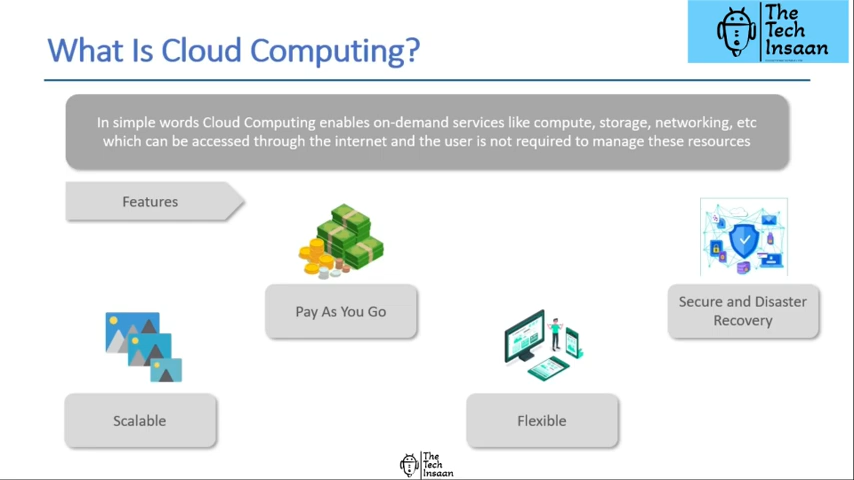 What Is Cloud Computing?
The
Tech
Insaan
In simple words Cloud Computing enables on-demand services like compute, storage, networking, etc
which can be accessed through the internet and the user is not required to manage these resources
Features
Pay As You Go
Secure and Disaster
Recovery
Scalable
Flexible
The
Tech
Insaan